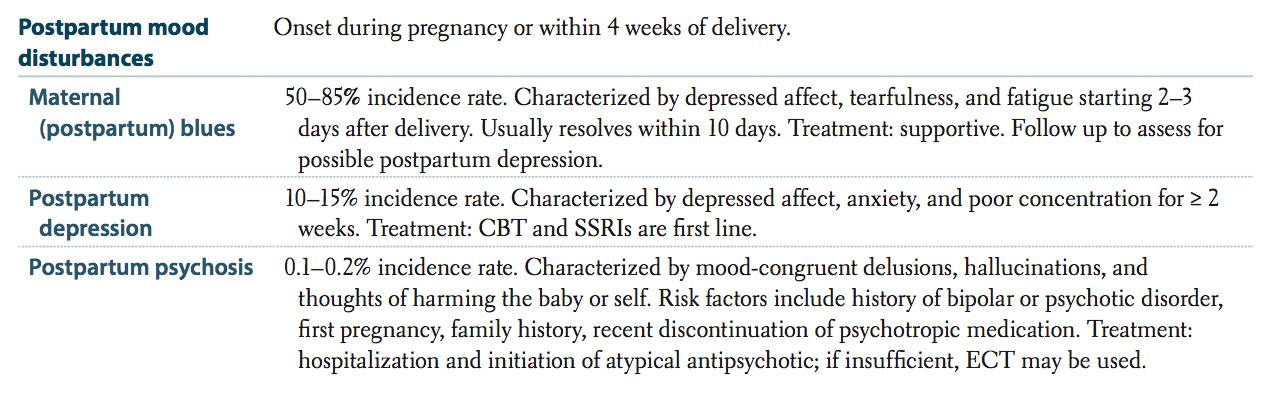 Postpartum mood disturbances
Onset during pregnancy or within 4 weeks of delivery.
Maternal (postpartum) blues
50–85% incidence rate. Characterized by depressed affect, tearfulness, and fatigue starting 2–3
days after delivery. Usually resolves within 10 days. Treatment: supportive. Follow up to assess for
possible postpartum depression.
Postpartum depression
10–15% incidence rate. Characterized by depressed affect, anxiety, and poor concentration for ≥ 2
weeks. Treatment: CBT and SSRIs are first line.
Postpartum psychosis
0.1–0.2% incidence rate. Characterized by mood-congruent delusions, hallucinations, and
thoughts of harming the baby or self. Risk factors include history of bipolar or psychotic disorder,
first pregnancy, family history, recent discontinuation of psychotropic medication. Treatment:
hospitalization and initiation of atypical antipsychotic; if insufficient, ECT may be used.